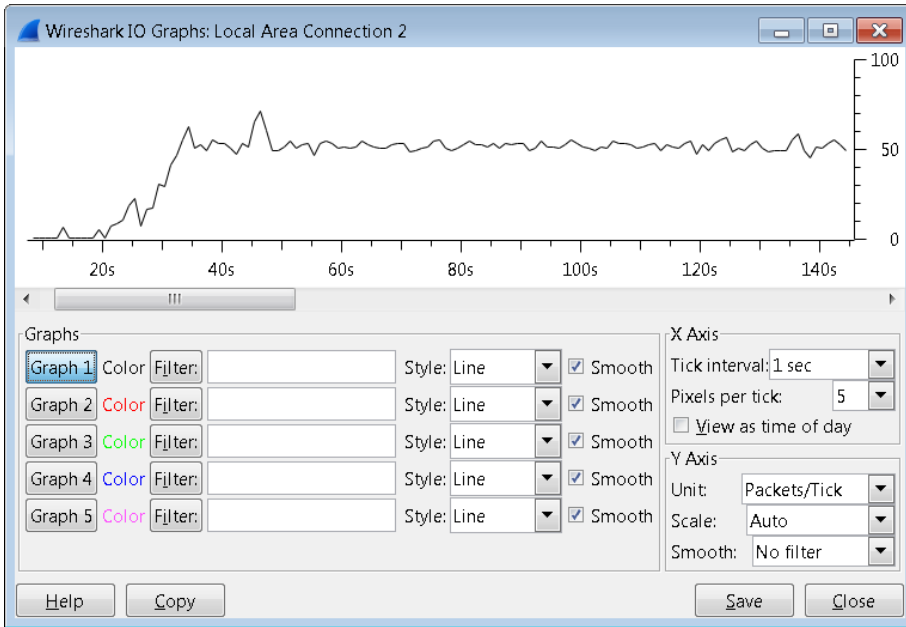 Wireshark IO Graphs: Local Area Connection 2
100
50
0
20s 40s 60s 80s 100s 120s 140s
Graphs
Graph 1 Color Filter: Style: Line Smooth
Graph 2 Color Filter: Style: Line Smooth
Graph 3 Color Filter: Style: Line Smooth
Graph 4 Color Filter: Style: Line Smooth
Graph 5 Color Filter: Style: Line Smooth
X Axis
Tick interval: 1 sec
Pixels per tick: 5
View as time of day
Y Axis
Unit: Packets/Tick
Scale: Auto
Smooth: No filter
Help Copy Save Close